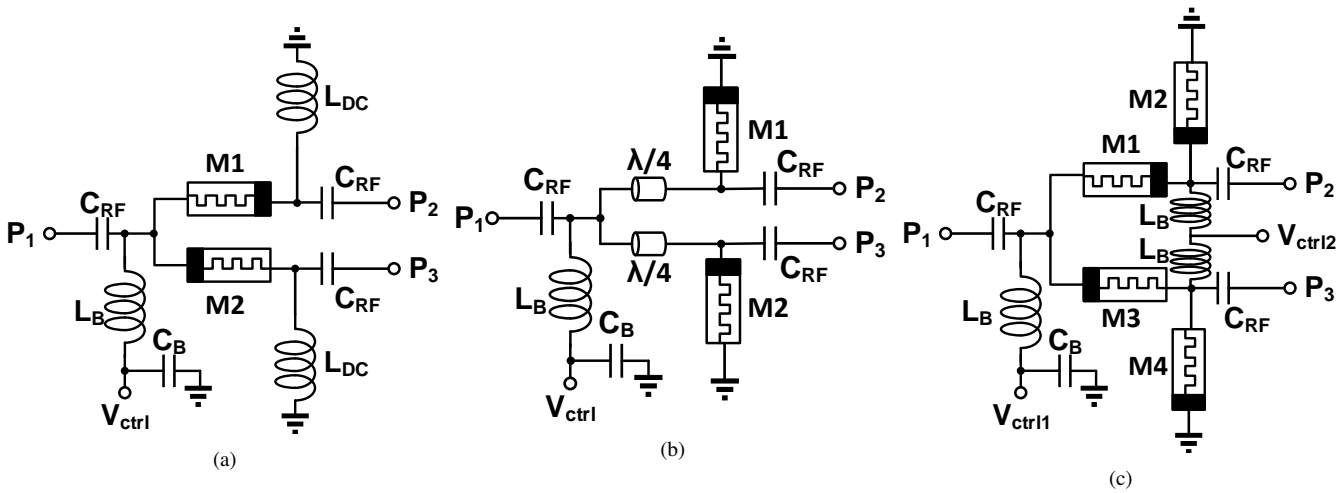 L_DC
M1
C_RF
P_2
C_RF
P_1
P_3
C_RF
M2
L_B
C_B
L_DC
V_ctrl
(a)
M1
λ/4
C_RF
C_RF
P_2
P_1
P_3
λ/4
C_RF
L_B
M2
C_B
V_ctrl
(b)
M2
M1
C_RF
P_2
C_RF
L_B
P_1
V_ctrl2
L_B
P_3
L_B
M3
C_RF
C_B
M4
V_ctrl1
(c)